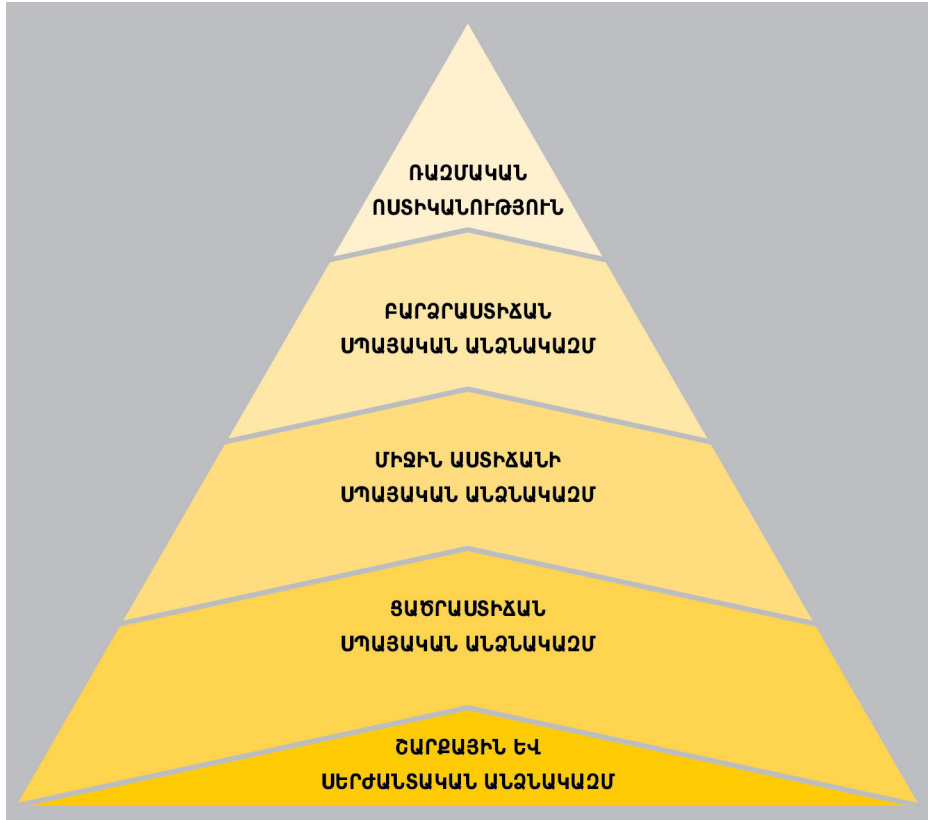 ՌԱԶՄԱԿԱՆ
ՈՍՏԻԿԱՆՈՒԹՅՈՒՆ
ԲԱՐՁՐԱՍՏԻՃԱՆ
ՍՊԱՅԱԿԱՆ ԱՆՁՆԱԿԱԶՄ
ՄԻՋԻՆ ԱՍՏԻՃԱՆԻ
ՍՊԱՅԱԿԱՆ ԱՆՁՆԱԿԱԶՄ
ՑԱԾՐԱՍՏԻՃԱՆ
ՍՊԱՅԱԿԱՆ ԱՆՁՆԱԿԱԶՄ
ՇԱՐՔԱՅԻՆ ԵՎ
ՍԵՐԺԱՆՏԱԿԱՆ ԱՆՁՆԱԿԱԶՄ